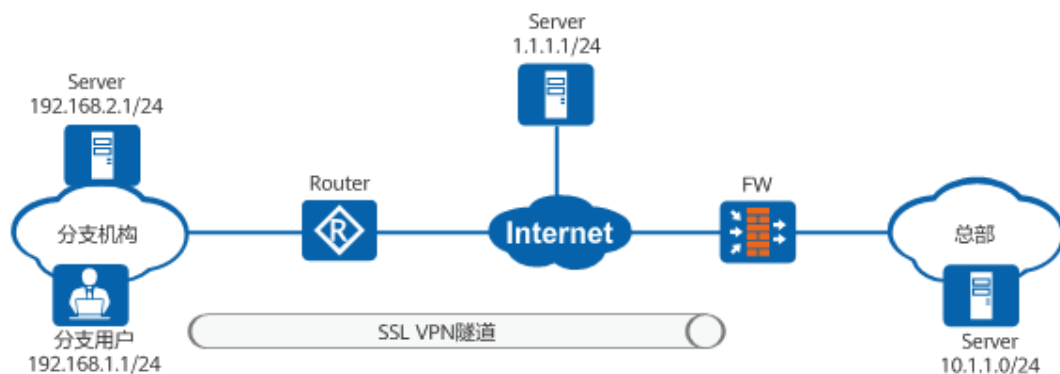 Server
1.1.1.1/24
Server
192.168.2.1/24
Router
FW
分支机构
R
Internet
总部
SSL VPN隧道
分支用户
192.168.1.1/24
Server
10.1.1.0/24